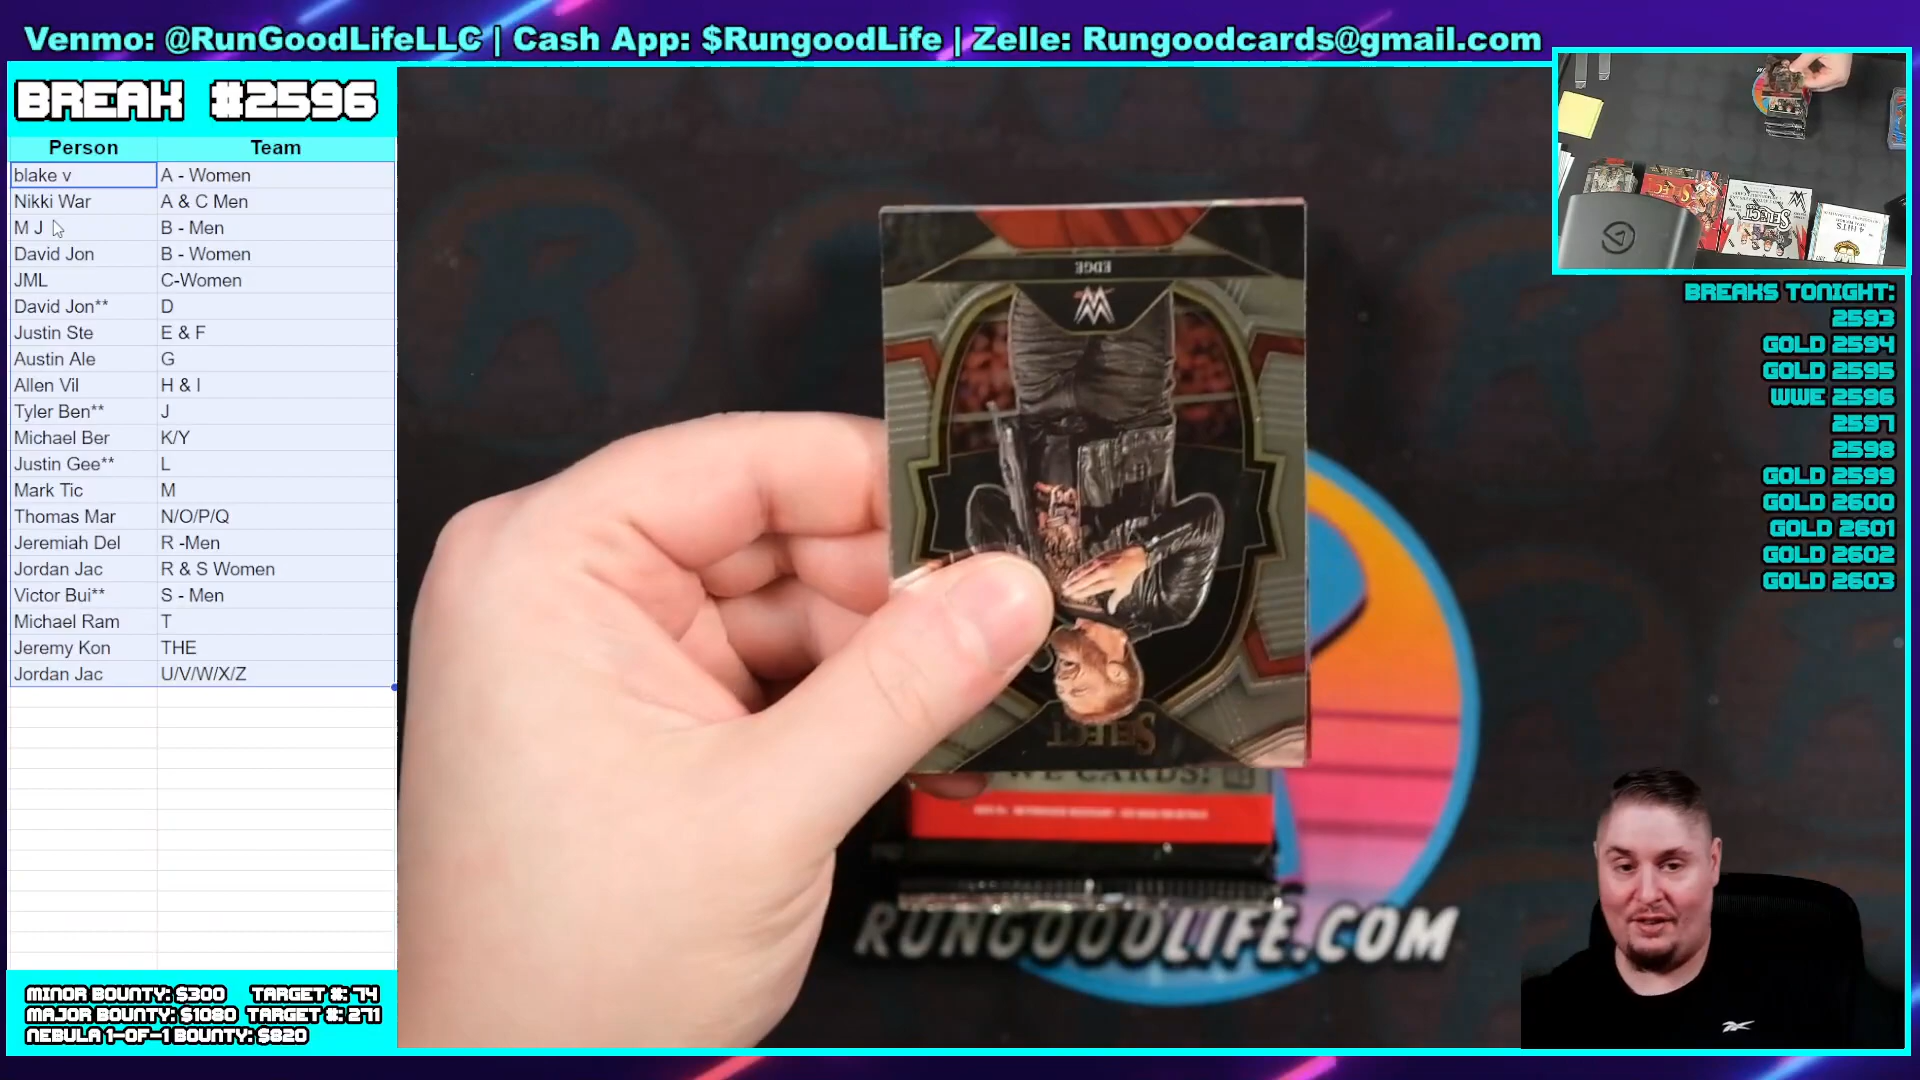 Venmo: @RunGoodLifeLLC | Cash App: $RungoodLife | Zelle: Rungoodcards@gmail.com
BREAK #2596
Person Team
blake v A - Women
Nikki War A & C Men
M J B - Men
David Jon B - Women
JML C-Women
David Jon** D
Justin Ste E & F
Austin Ale G
Allen Vil H & I
Tyler Ben** J
Michael Ber K/Y
Justin Gee** L
Mark Tic M
Thomas Mar N/O/P/Q
Jeremiah Del R -Men
Jordan Jac R & S Women
Victor Bui** S - Men
Michael Ram T
Jeremy Kon THE
Jordan Jac U/V/W/X/Z
MINOR BOUNTY: $300 TARGET #: 74
MAJOR BOUNTY: $1080 TARGET #: 271
NEBULA 1-OF-1 BOUNTY: $820
EDGE
SELECT
CARDS!
RUNGOODLIFE.COM
SELECT
SELECT
BREAKS TONIGHT:
2593
GOLD 2594
GOLD 2595
WWE 2596
2597
2598
GOLD 2599
GOLD 2600
GOLD 2601
GOLD 2602
GOLD 2603